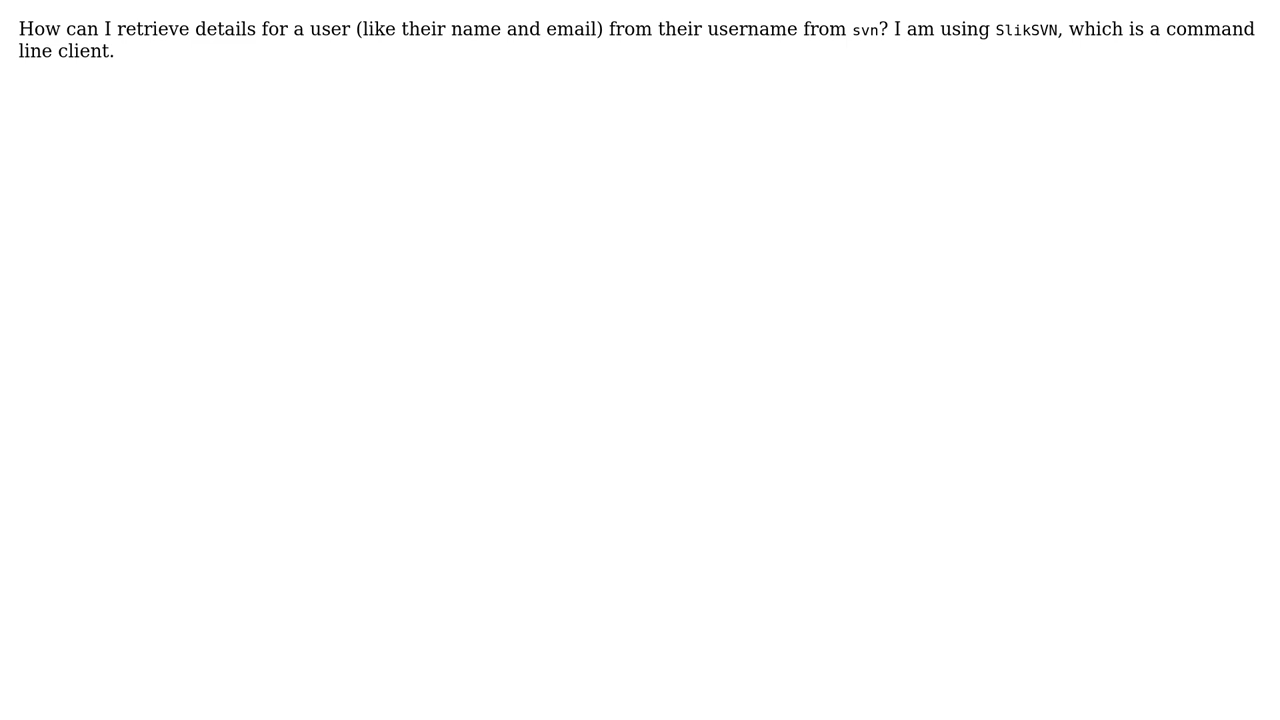 How can I retrieve details for a user (like their name and email) from their username from svn? I am using SlikSVN, which is a command
line client.